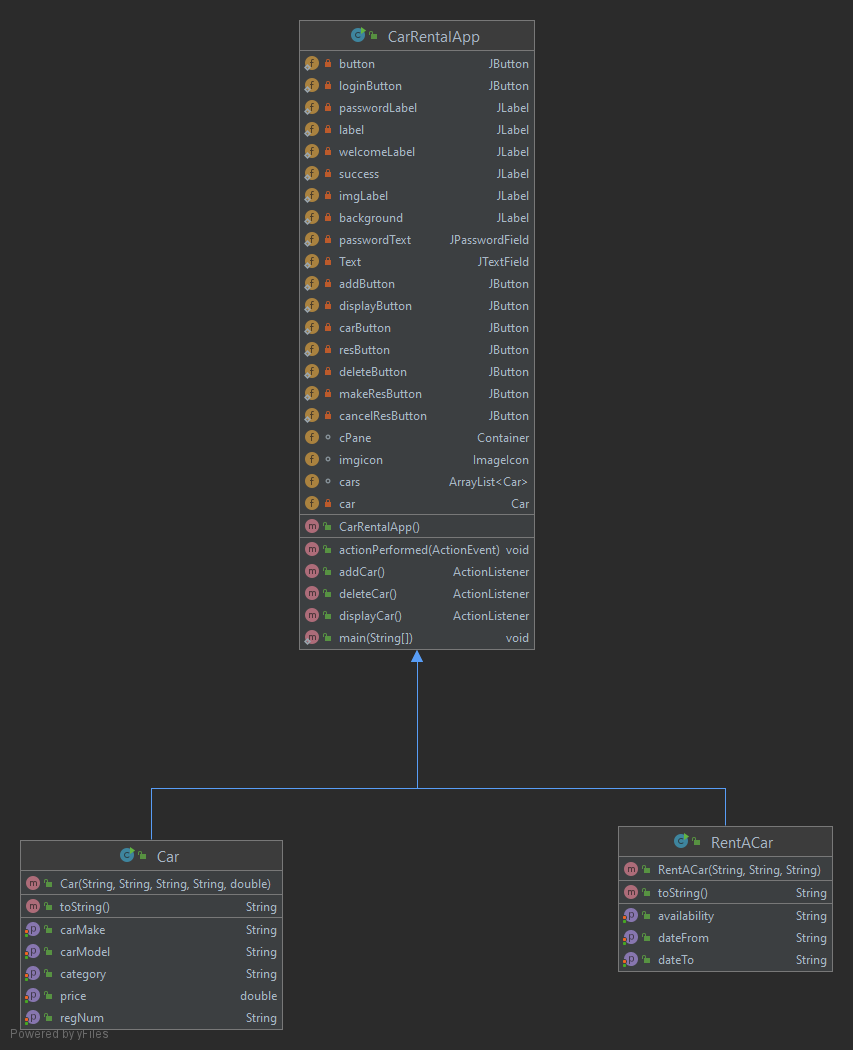 CarRentalApp
button JButton
loginButton JButton
passwordLabel JLabel
label JLabel
welcomeLabel JLabel
success JLabel
imgLabel JLabel
background JLabel
passwordText JPasswordField
Text JTextField
addButton JButton
displayButton JButton
carButton JButton
resButton JButton
deleteButton JButton
makeResButton JButton
cancelResButton JButton
cPane Container
imgicon ImageIcon
cars ArrayList<Car>
car Car
CarRentalApp()
actionPerformed(ActionEvent) void
addCar() ActionListener
deleteCar() ActionListener
displayCar() ActionListener
main(String[]) void
Car
Car(String, String, String, String, double)
toString() String
carMake String
carModel String
category String
price double
regNum String
RentACar
RentACar(String, String, String)
toString() String
availability String
dateFrom String
dateTo String
Powered by yFiles